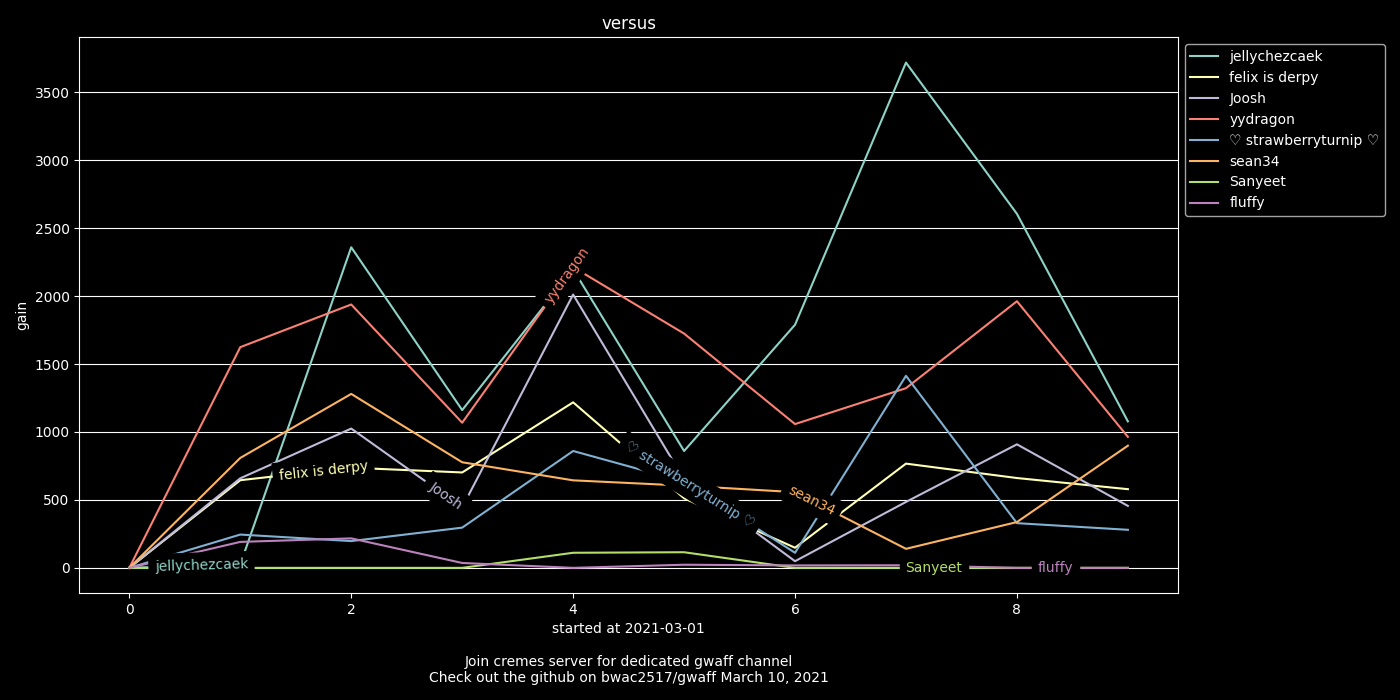 versus
3500
3000
2500
2000
1500
1000
500
0
gain
jellychezcaek
felix is derpy
Joosh
yydragon
♡ strawberryturnip ♡
sean34
Sanyeet
fluffy
yydragon
felix is derpy
Joosh
♡ strawberryturnip ♡
sean34
jellychezcaek
Sanyeet
fluffy
0 2 4 6 8
started at 2021-03-01
Join cremes server for dedicated gwaff channel
Check out the github on bwac2517/gwaff March 10, 2021